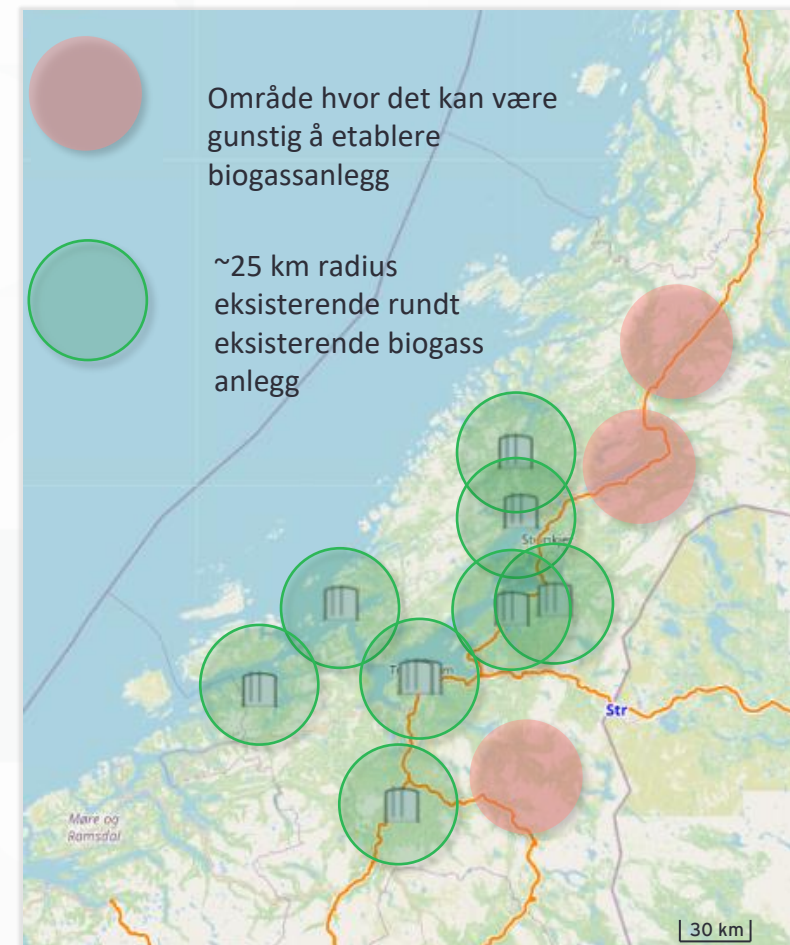 Område hvor det kan være
gunstig å etablere
biogassanlegg
~25 km radius
eksisterende rundt
eksisterende biogass
anlegg
Str
Møre og
Romsdal
30 km